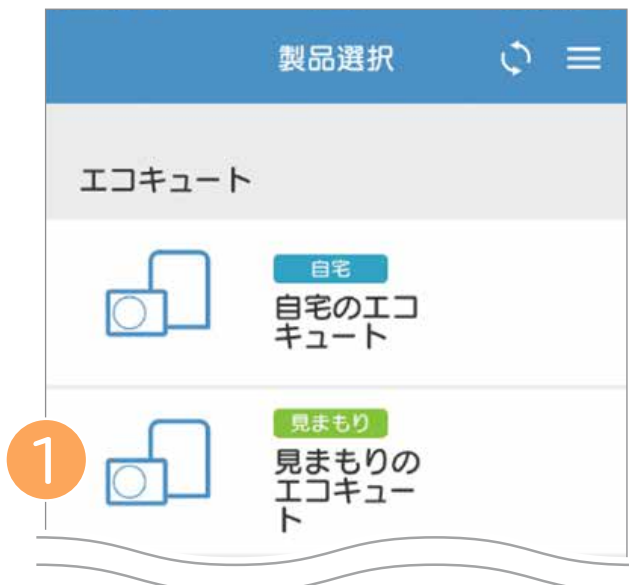 製品選択
エコキュート
自宅
自宅のエコ
キュート
1
見まもり
見まもりの
エコキュー
ト